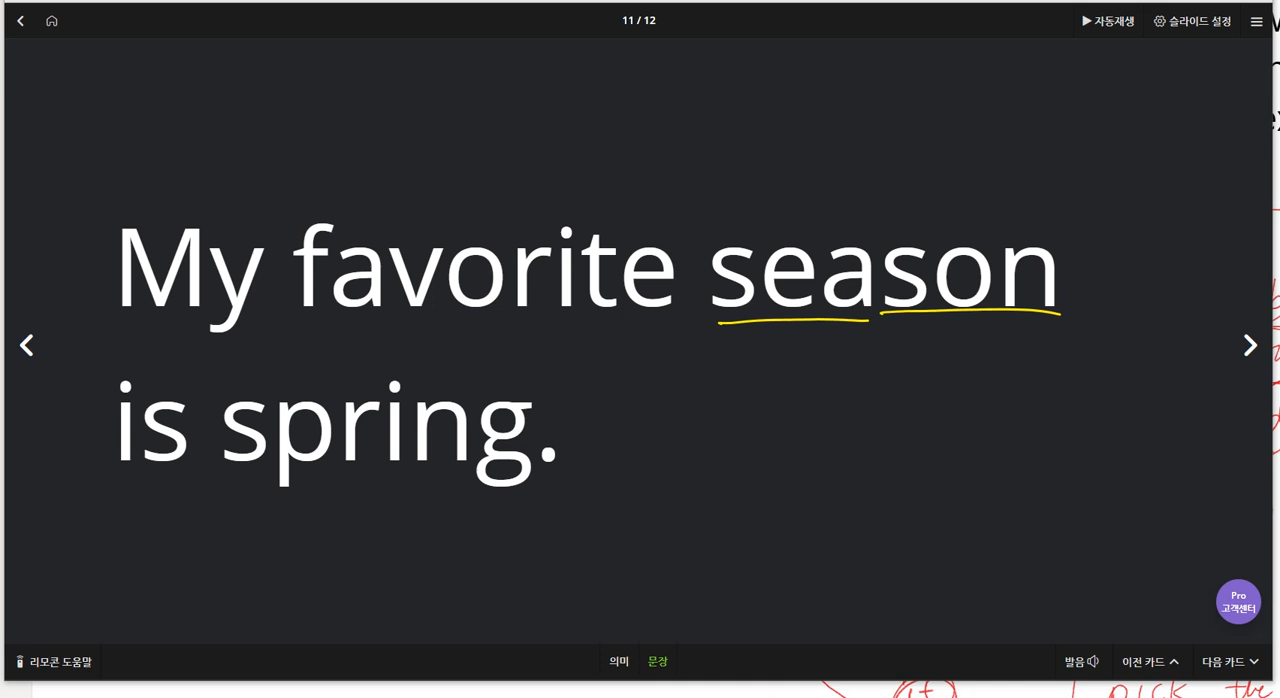 11 / 12
▶ 자동재생
슬라이드 설정
My favorite season
is spring.
Pro
고객센터
리모콘 도움말
의미
문장
발음
이전 카드
다음 카드
I pick the